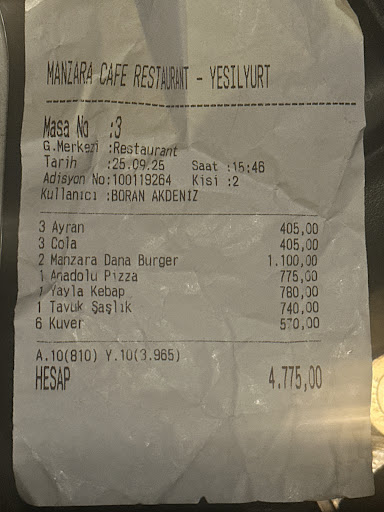 MANZARA CAFE RESTAURANT - YESILYURT
Masa No :3
G.Merkezi :Restaurant
Tarih :25.09.25 Saat :15:46
Adisyon No:100119264 Kisi :2
Kullanıcı :BORAN AKDENIZ
3 Ayran 405,00
3 Cola 405,00
2 Manzara Dana Burger 1.100,00
1 Anadolu Pizza 775,00
1 Yayla Kebap 780,00
1 Tavuk Şaşlık 740,00
6 Kuver 570,00
A.10(810) Y.10(3.965)
HESAP 4.775,00